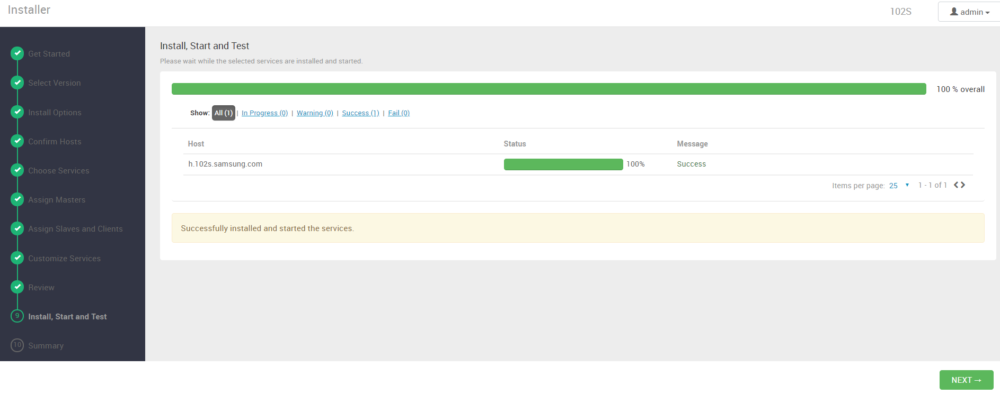 Installer
102S
admin
Get Started
Select Version
Install Options
Confirm Hosts
Choose Services
Assign Masters
Assign Slaves and Clients
Customize Services
Review
9 Install, Start and Test
10 Summary
Install, Start and Test
Please wait while the selected services are installed and started.
100 % overall
Show: All (1) | In Progress (0) | Warning (0) | Success (1) | Fail (0)
Host Status Message
h.102s.samsung.com 100% Success
Items per page: 25 1 - 1 of 1
Successfully installed and started the services.
NEXT →